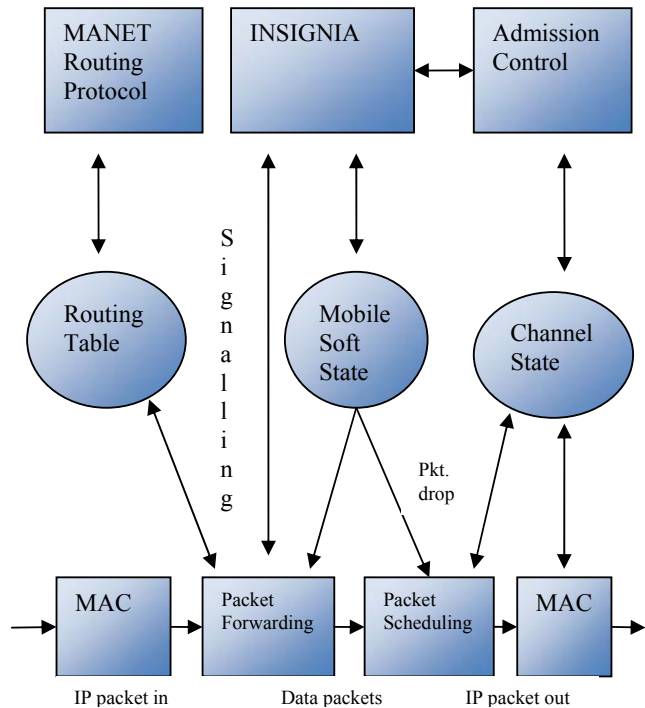 MANET
Routing
Protocol
INSIGNIA
Admission
Control
Signalling
Routing
Table
Mobile
Soft
State
Channel
State
Pkt.
drop
MAC
Packet
Forwarding
Packet
Scheduling
MAC
IP packet in
Data packets
IP packet out